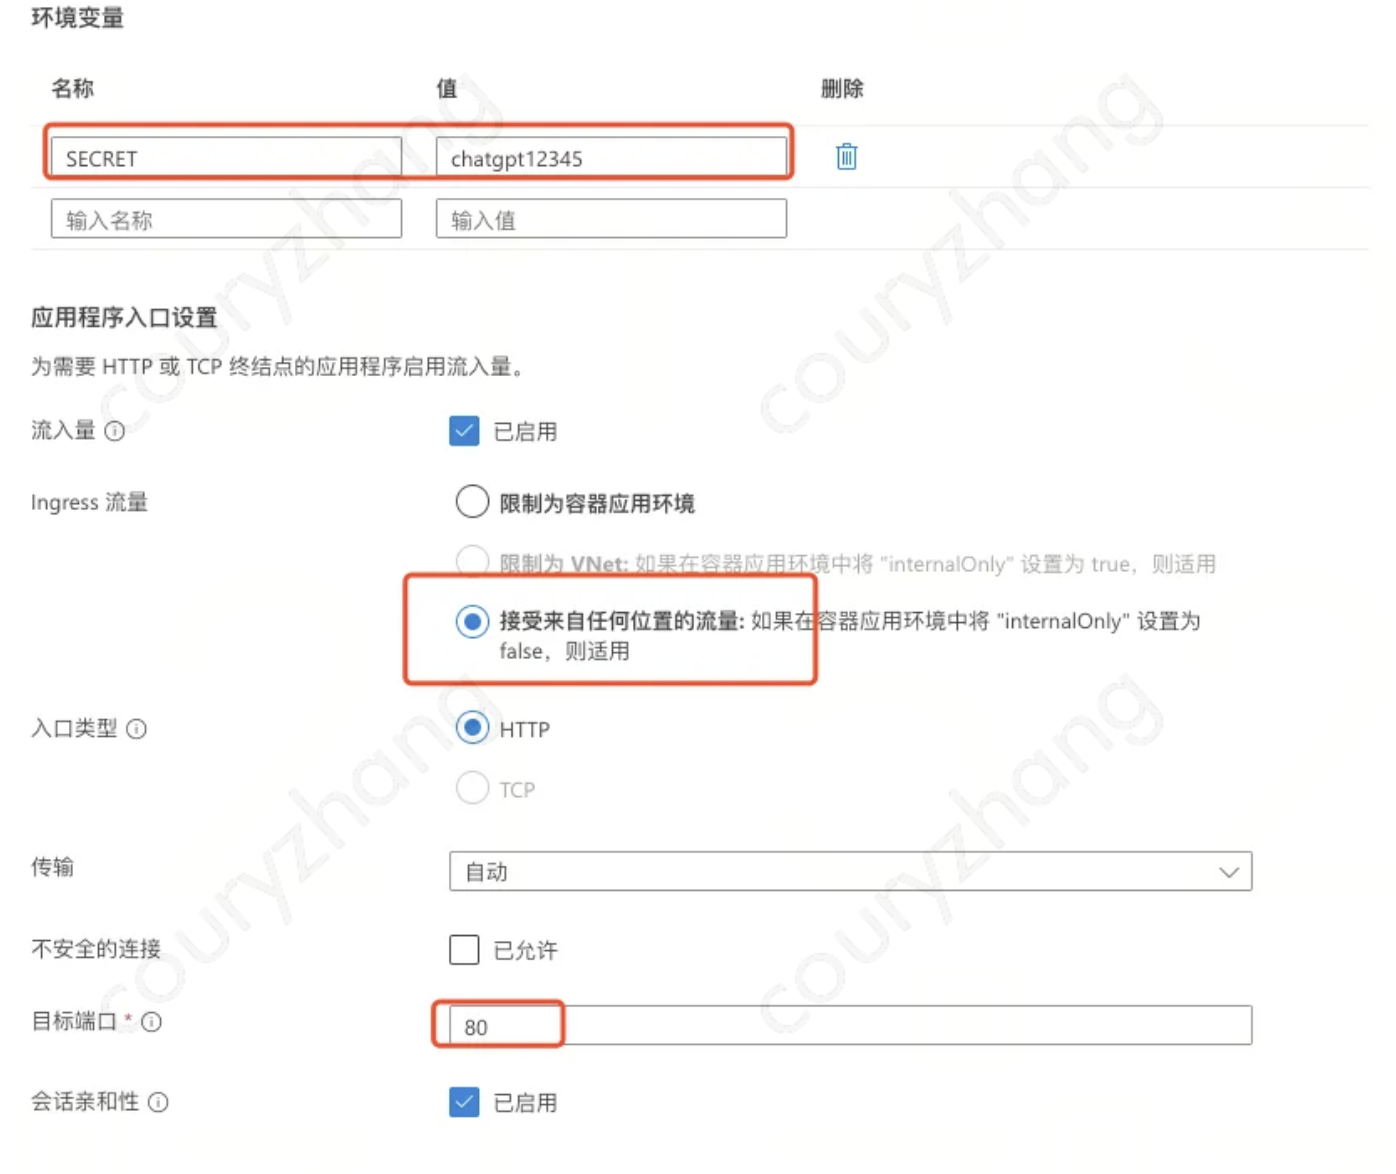 环境变量
名称 值 删除
SECRET chatgpt12345
输入名称 输入值
应用程序入口设置
为需要 HTTP 或 TCP 终结点的应用程序启用流入量。
流入量 已启用
Ingress 流量 限制为容器应用环境
限制为 VNet: 如果在容器应用环境中将 "internalOnly" 设置为 true，则适用
接受来自任何位置的流量: 如果在容器应用环境中将 "internalOnly" 设置为
false，则适用
入口类型 HTTP
TCP
传输 自动
不安全的连接 已允许
目标端口 * 80
会话亲和性 已启用
couryzhang
couryzhang
couryzhang
couryzhang